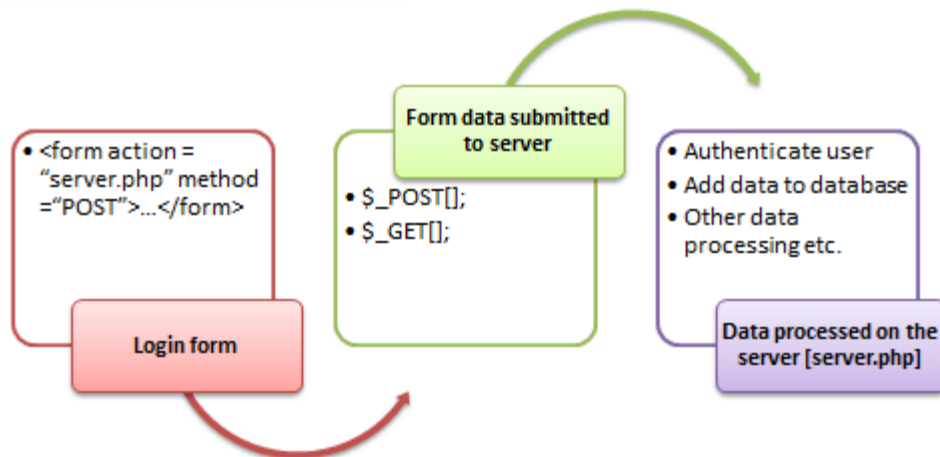 • <form action =
“server.php” method
=“POST”>...</form>
Login form
Form data submitted
to server
• $_POST[];
• $_GET[];
• Authenticate user
• Add data to database
• Other data
processing etc.
Data processed on the
server [server.php]